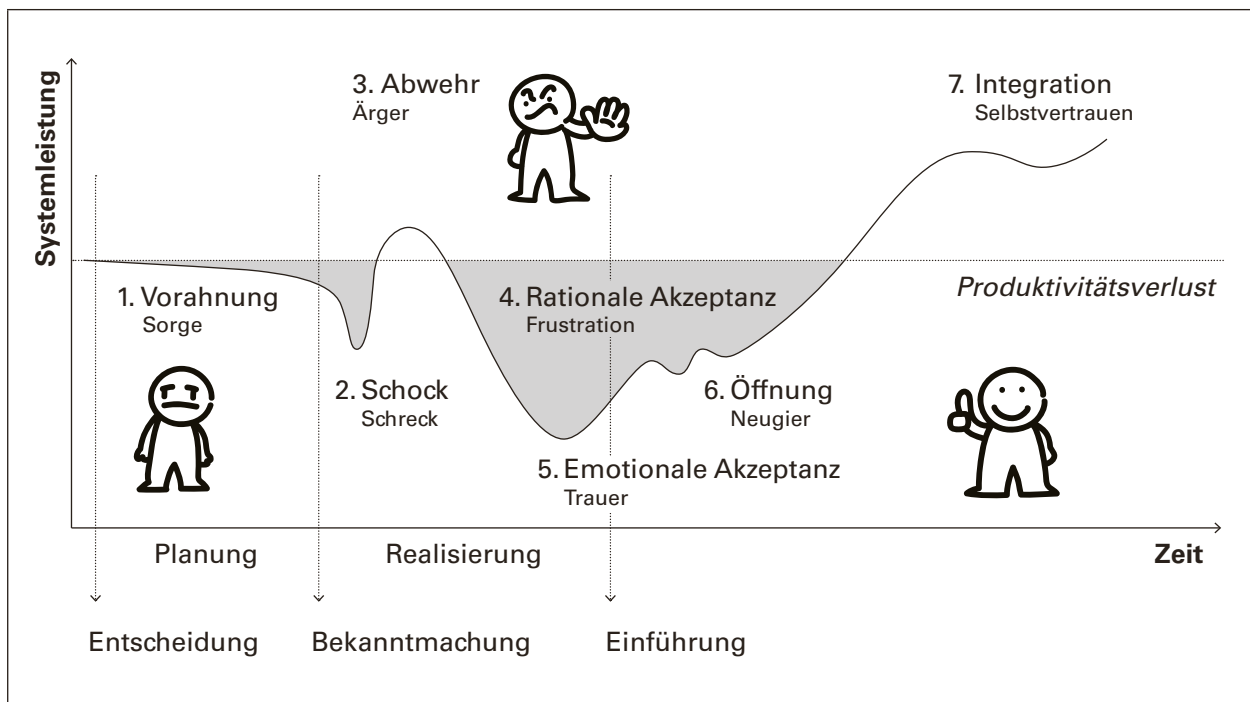 Systemleistung
3. Abwehr
Ärger
7. Integration
Selbstvertrauen
1. Vorahnung
Sorge
4. Rationale Akzeptanz
Frustration
Produktivitätsverlust
2. Schock
Schreck
6. Öffnung
Neugier
5. Emotionale Akzeptanz
Trauer
Planung
Realisierung
Zeit
Entscheidung
Bekanntmachung
Einführung